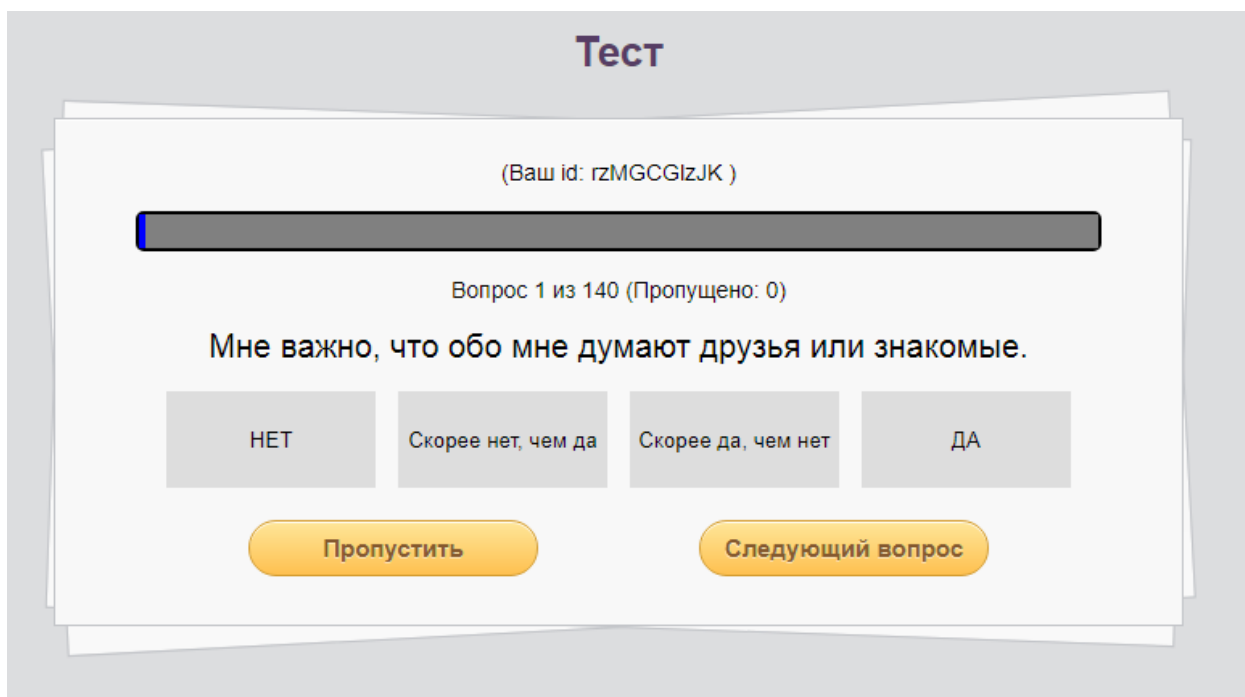 Тест
(Ваш id: rzMGCGlzJK )
Вопрос 1 из 140 (Пропущено: 0)
Мне важно, что обо мне думают друзья или знакомые.
НЕТ
Скорее нет, чем да
Скорее да, чем нет
ДА
Пропустить
Следующий вопрос